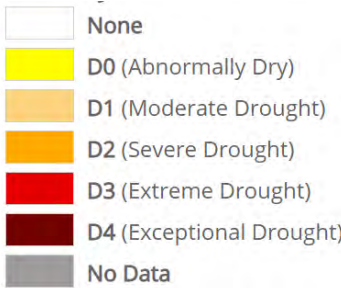 None
D0 (Abnormally Dry)
D1 (Moderate Drought)
D2 (Severe Drought)
D3 (Extreme Drought)
D4 (Exceptional Drought)
No Data